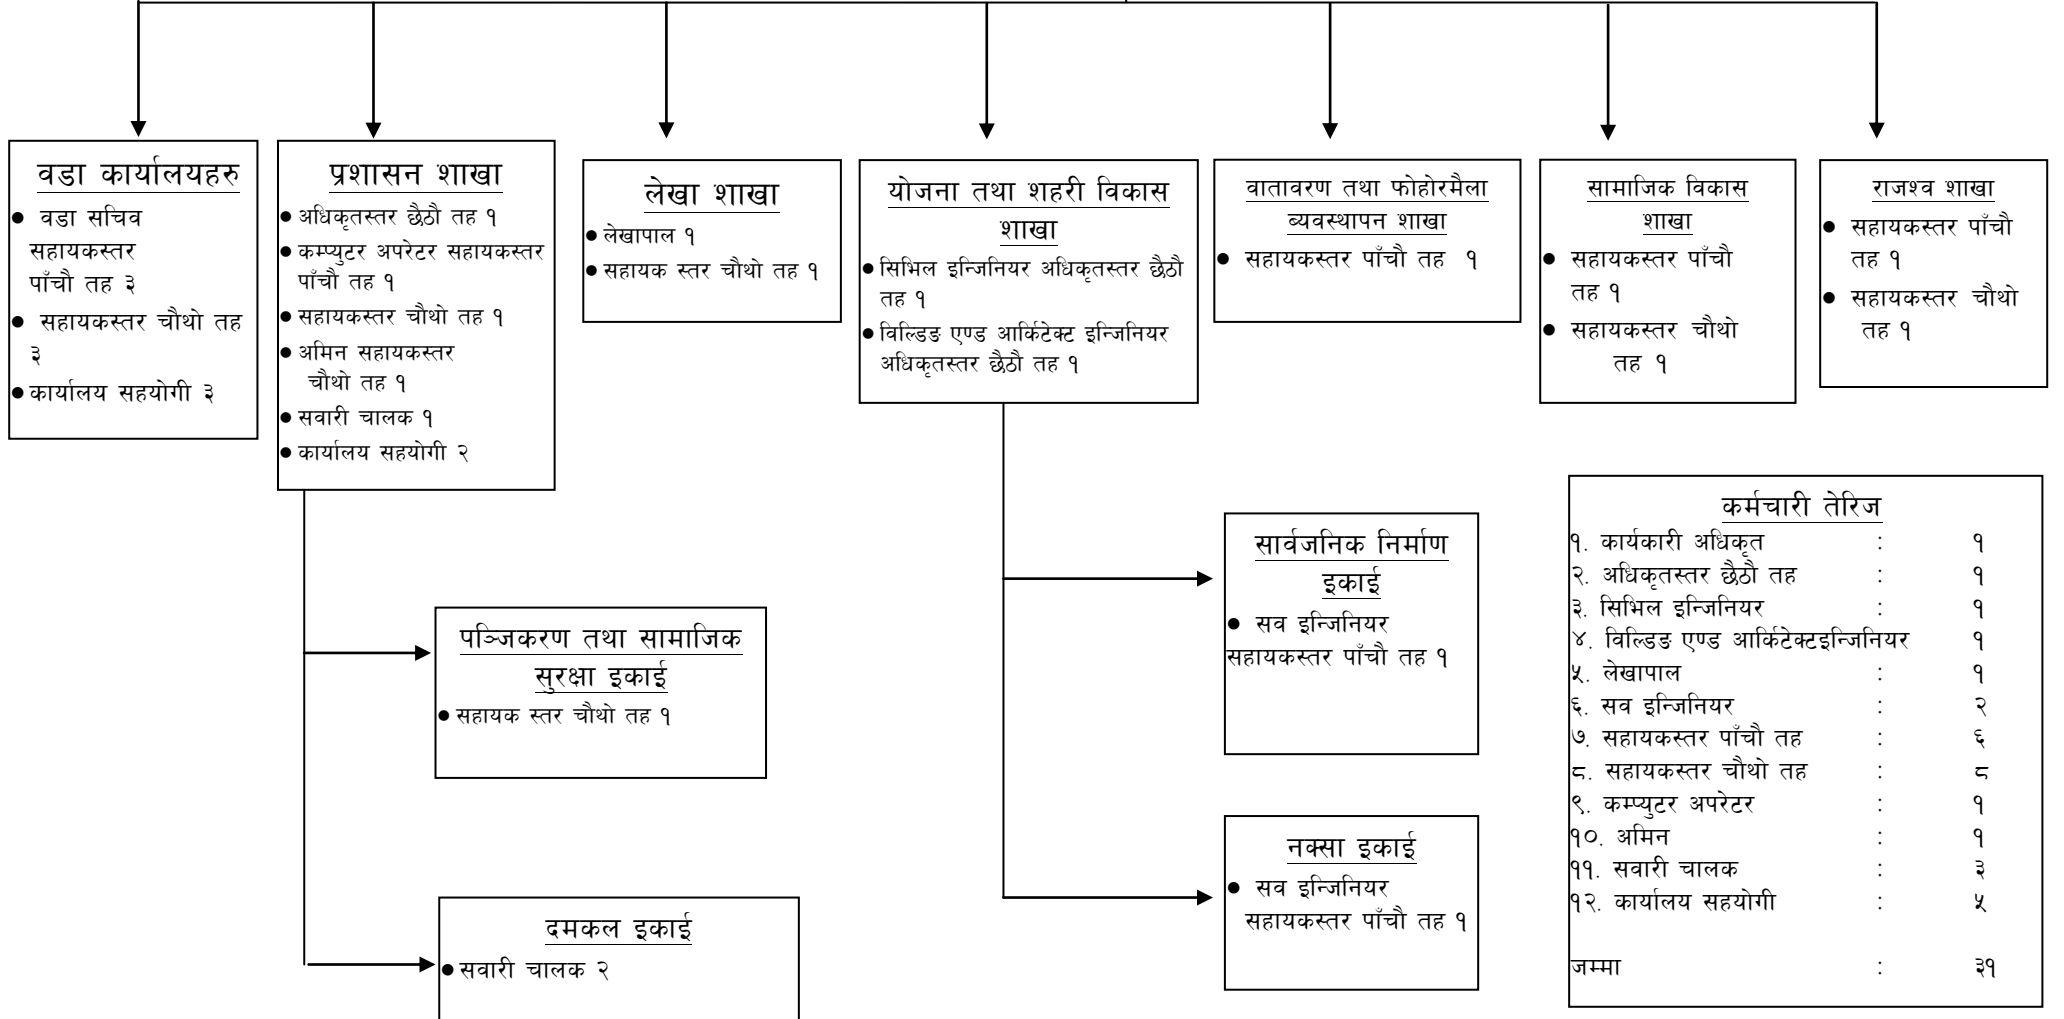 वडा कार्यालयहरु
● वडा सचिव
सहायकस्तर
पाँचौ तह ३
● सहायकस्तर चौथो तह
३
● कार्यालय सहयोगी ३
प्रशासन शाखा
● अधिकृतस्तर छैठौ तह १
● कम्प्युटर अपरेटर सहायकस्तर
पाँचौ तह १
● सहायकस्तर चौथो तह १
● अमिन सहायकस्तर
चौथो तह १
● सवारी चालक १
● कार्यालय सहयोगी २
लेखा शाखा
● लेखापाल १
● सहायक स्तर चौथो तह १
योजना तथा शहरी विकास
शाखा
● सिभिल इन्जिनियर अधिकृतस्तर छैठौ
तह १
● विल्डिङ एण्ड आर्किटेक्ट इन्जिनियर
अधिकृतस्तर छैठौ तह १
वातावरण तथा फोहोरमैला
व्यवस्थापन शाखा
● सहायकस्तर पाँचौ तह १
सामाजिक विकास
शाखा
● सहायकस्तर पाँचौ
तह १
● सहायकस्तर चौथो
तह १
राजश्व शाखा
● सहायकस्तर पाँचौ
तह १
● सहायकस्तर चौथो
तह १
पञ्जिकरण तथा सामाजिक
सुरक्षा इकाई
● सहायक स्तर चौथो तह १
दमकल इकाई
● सवारी चालक २
सार्वजनिक निर्माण
इकाई
● सव इन्जिनियर
सहायकस्तर पाँचौ तह १
नक्सा इकाई
● सव इन्जिनियर
सहायकस्तर पाँचौ तह १
कर्मचारी तेरिज
१. कार्यकारी अधिकृत : १
२. अधिकृतस्तर छैठौ तह : १
३. सिभिल इन्जिनियर : १
४. विल्डिङ एण्ड आर्किटेक्टइन्जिनियर १
५. लेखापाल : १
६. सव इन्जिनियर : २
७. सहायकस्तर पाँचौ तह : ६
८. सहायकस्तर चौथो तह : ८
९. कम्प्युटर अपरेटर : १
१०. अमिन : १
११. सवारी चालक : ३
१२. कार्यालय सहयोगी : ५
जम्मा : ३१